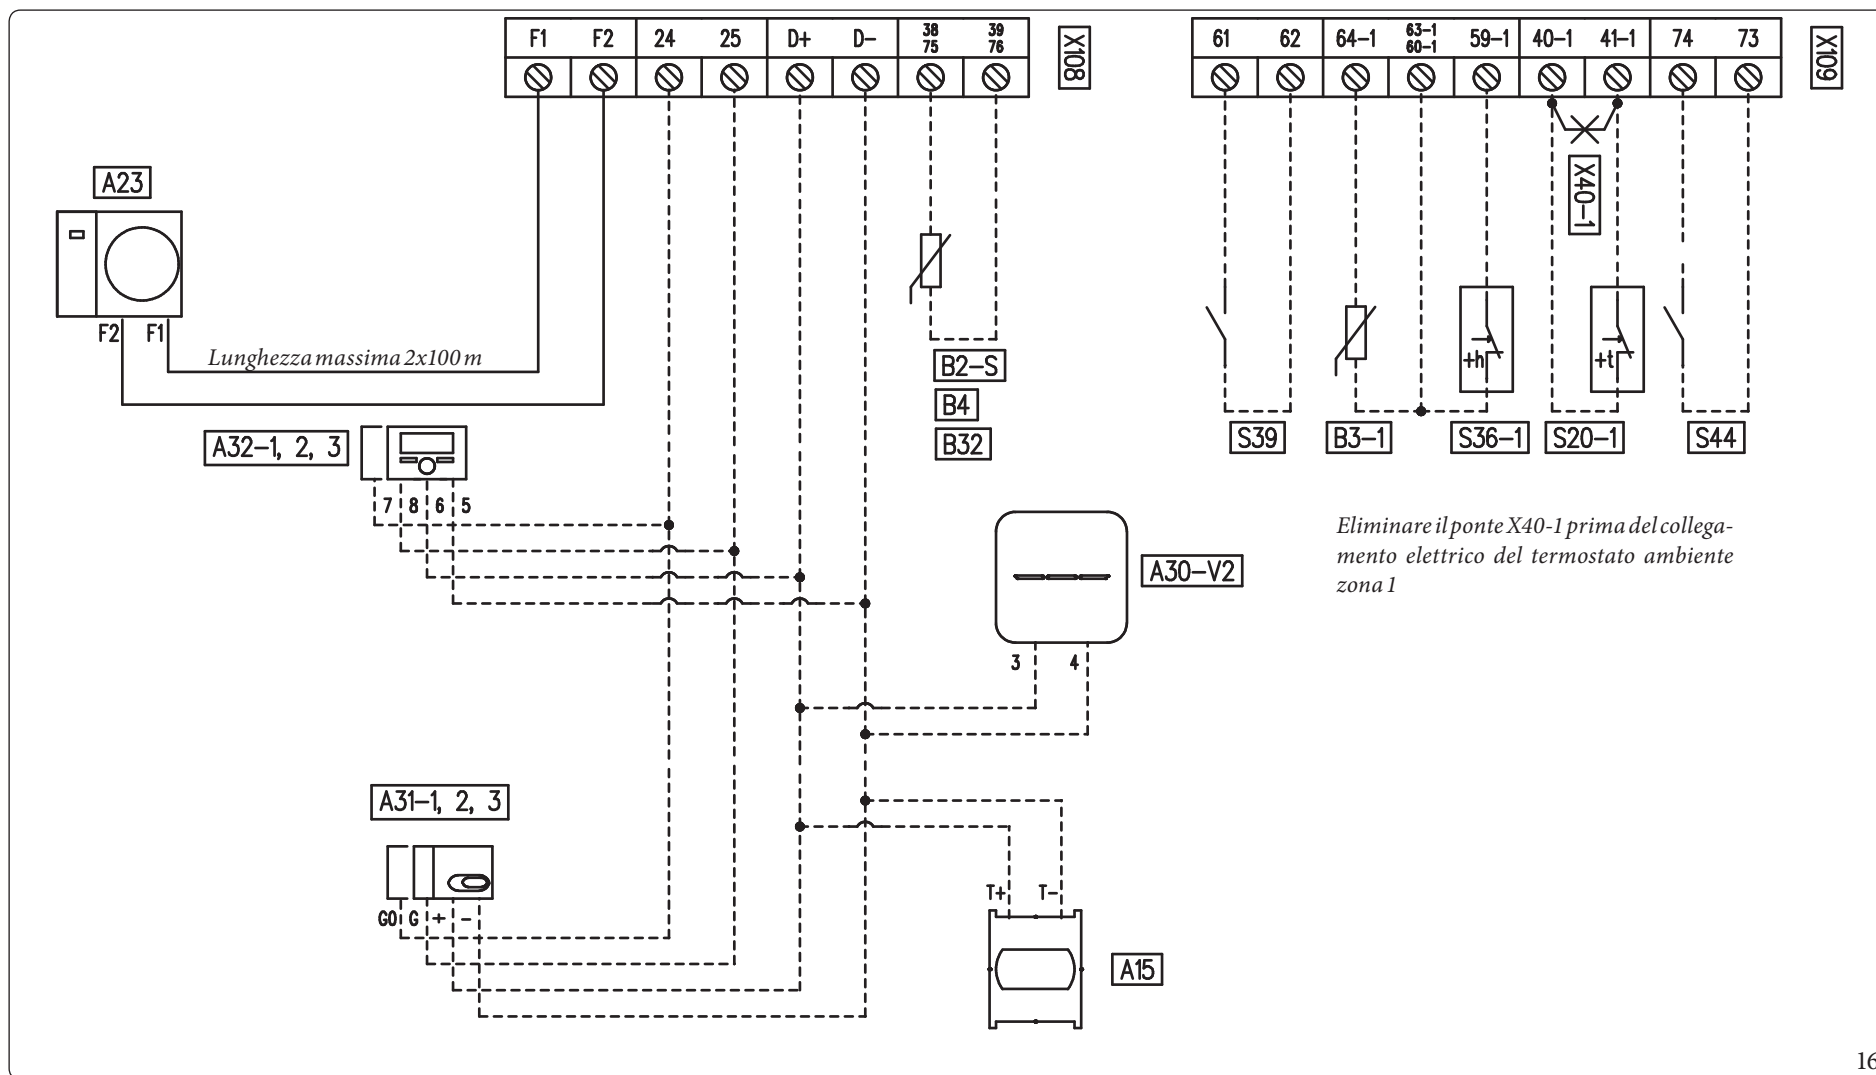 F1 F2 24 25 D+ D- 38 39
75 76
X108
61 62 64-1 63-1 59-1 40-1 41-1 74 73
60-1
X109
A23
X40-1
F2 F1
Lunghezza massima 2x100 m
+h +t
B2-S
B4
B32
A32-1, 2, 3
S39 B3-1 S36-1 S20-1 S44
7 8 6 5
Eliminare il ponte X40-1 prima del collega-
mento elettrico del termostato ambiente
zona 1
A30-V2
3 4
A31-1, 2, 3
T+ T-
G0 G + -
A15
16